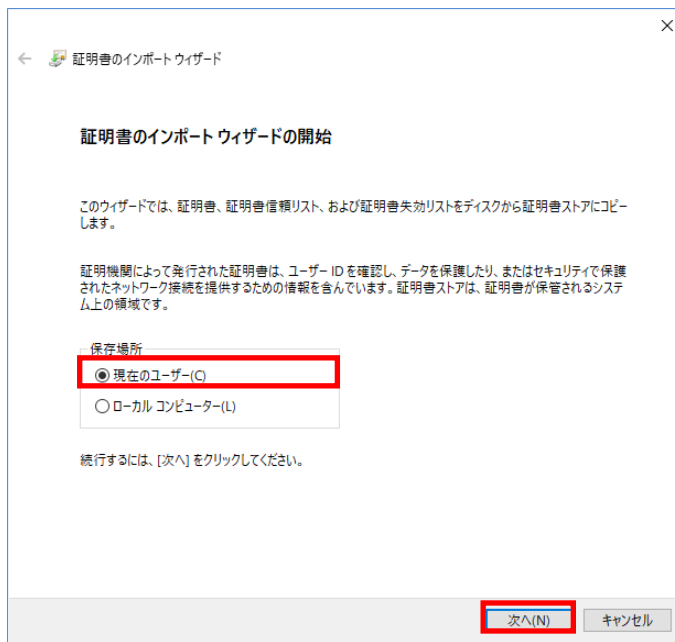 証明書のインポート ウィザード
証明書のインポート ウィザードの開始
このウィザードでは、証明書、証明書信頼リスト、および証明書失効リストをディスクから証明書ストアにコピー
します。
証明機関によって発行された証明書は、ユーザー ID を確認し、データを保護したり、またはセキュリティで保護
されたネットワーク接続を提供するための情報を含んでいます。証明書ストアは、証明書が保管されるシステ
ム上の領域です。
保存場所
現在のユーザー(C)
ローカル コンピューター(L)
続行するには、[次へ] をクリックしてください。
次へ(N) キャンセル